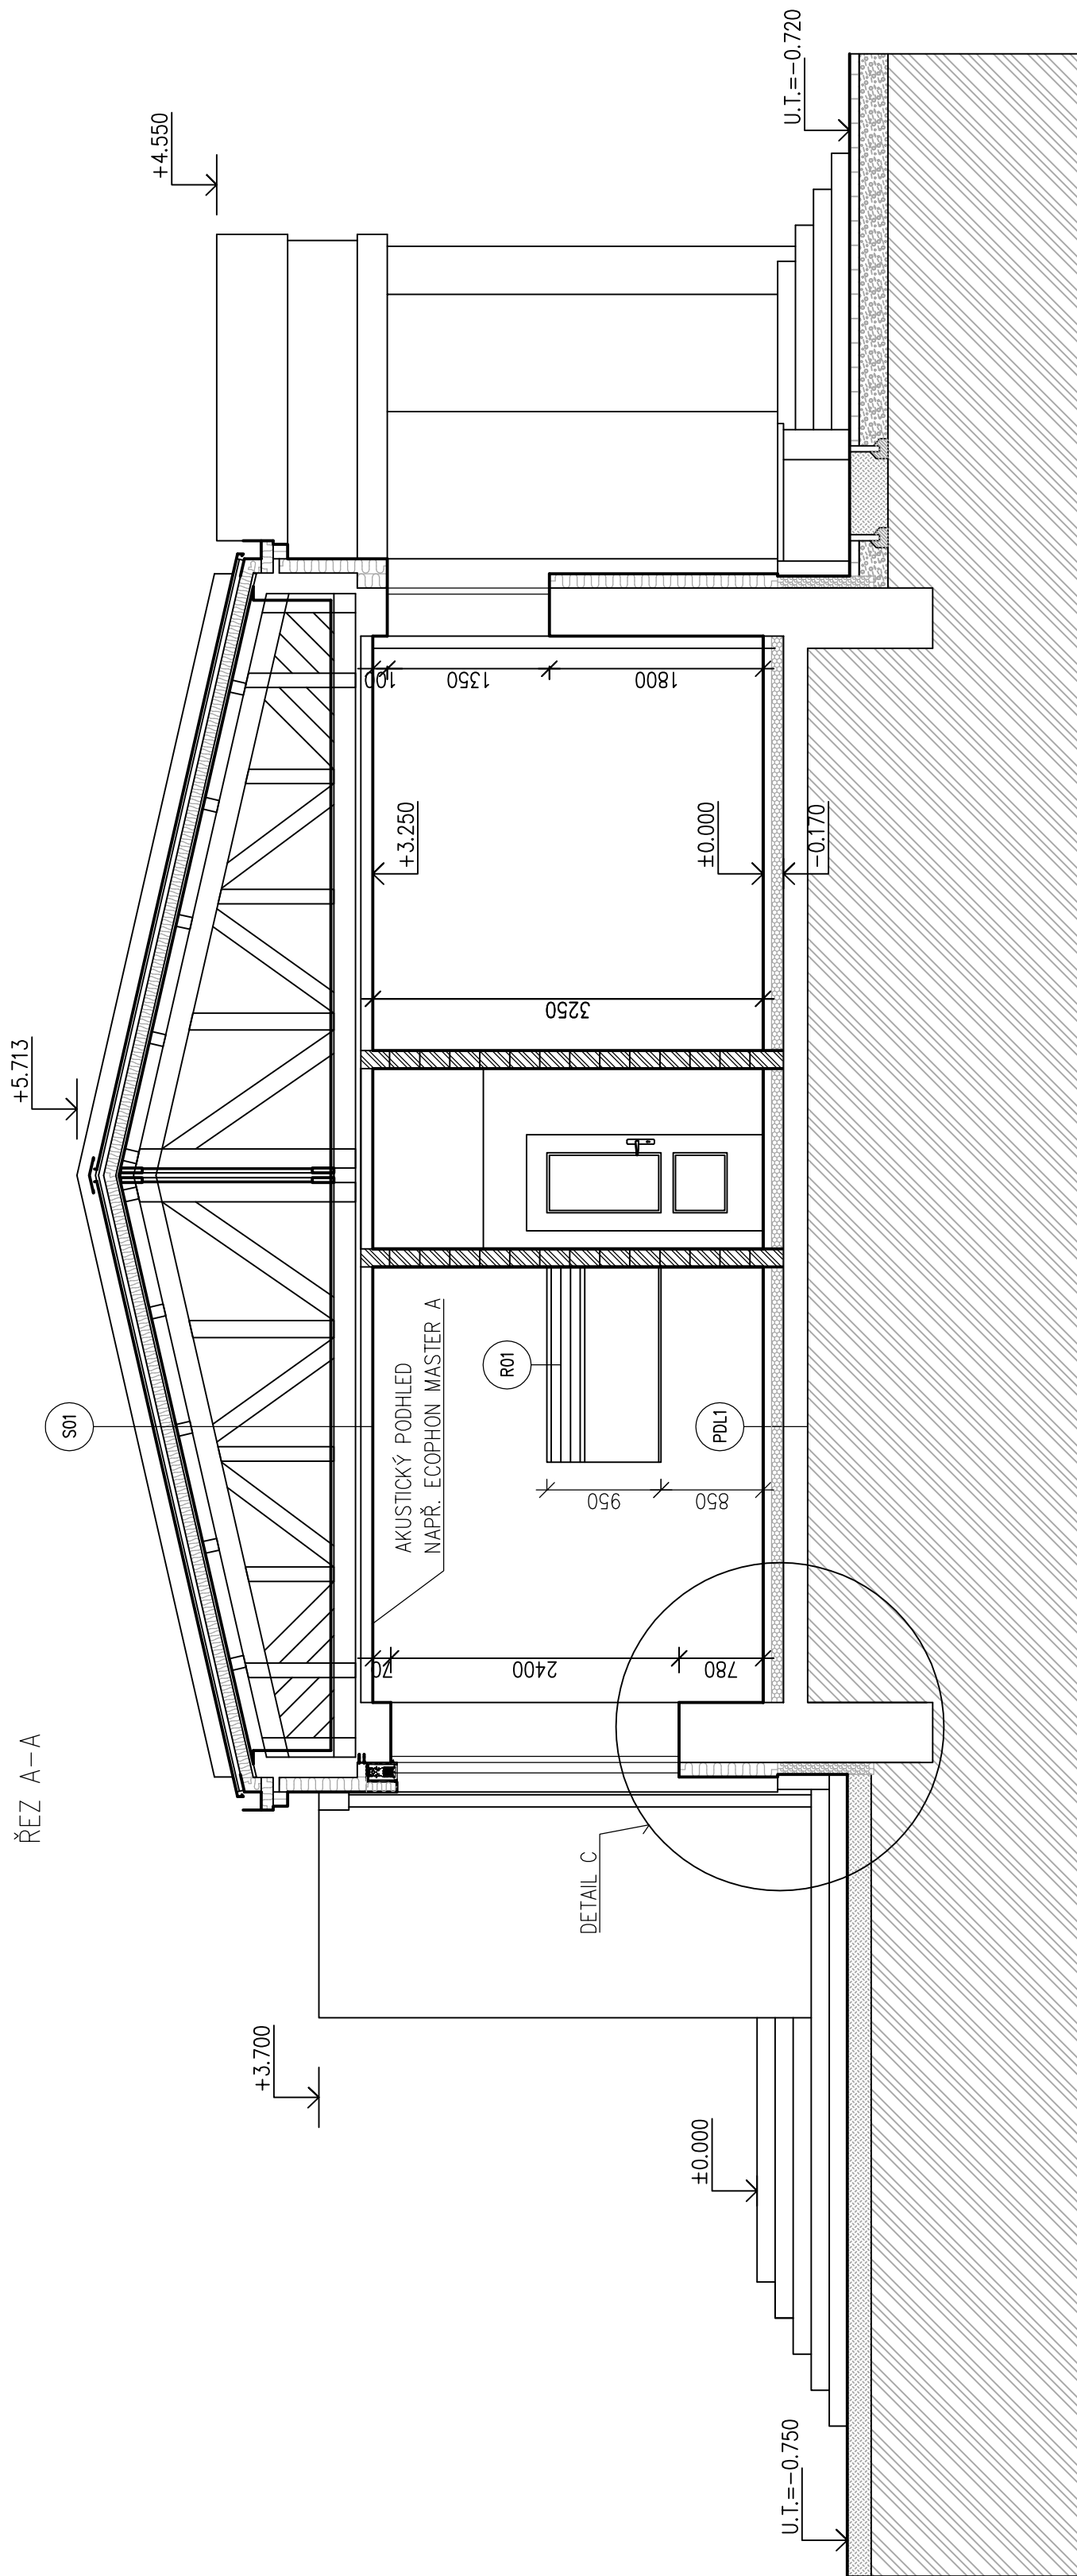 ŘEZ A-A
+5.713
+4.550
+3.700
S01
AKUSTICKÝ PODHLED
NAPŘ. ECOPHON MASTER A
R01
PDL1
DETAIL C
+3.250
±0.000
-0.170
±0.000
U.T.=-0.750
U.T.=-0.720
70
2400
780
950
850
3250
100
1350
1800